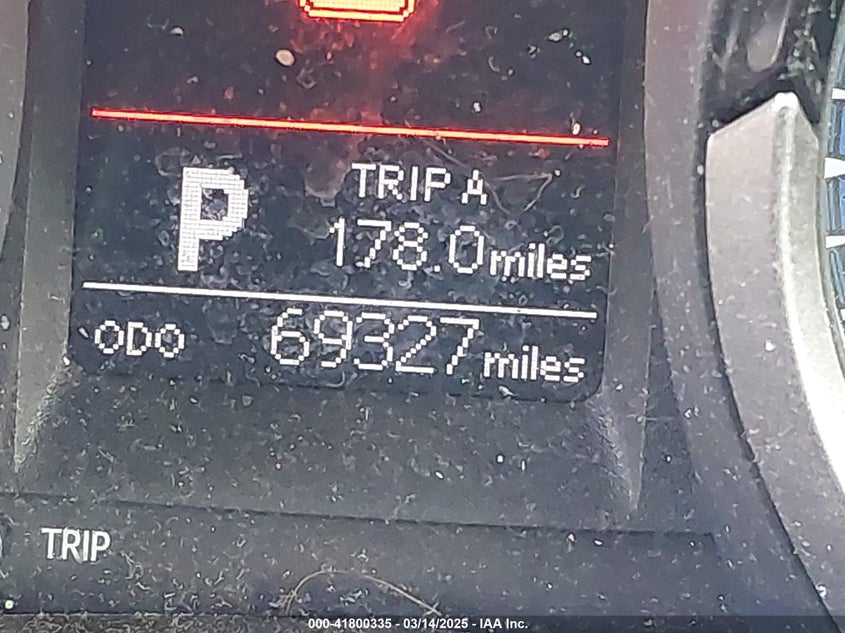 TRIP A
P
178.0 miles
ODO 69327 miles
TRIP
000-41800335 - 03/14/2025 - IAA Inc.